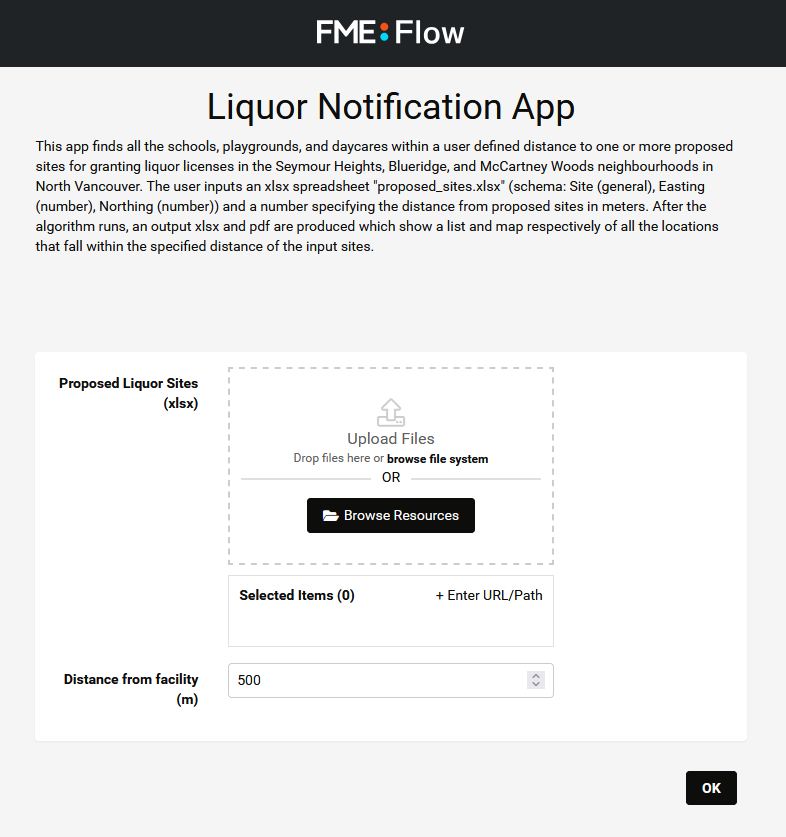 FME:Flow
Liquor Notification App
This app finds all the schools, playgrounds, and daycares within a user defined distance to one or more proposed
sites for granting liquor licenses in the Seymour Heights, Blueridge, and McCartney Woods neighbourhoods in
North Vancouver. The user inputs an xlsx spreadsheet "proposed_sites.xlsx" (schema: Site (general), Easting
(number), Northing (number)) and a number specifying the distance from proposed sites in meters. After the
algorithm runs, an output xlsx and pdf are produced which show a list and map respectively of all the locations
that fall within the specified distance of the input sites.
Proposed Liquor Sites
(xlsx)
Upload Files
Drop files here or browse file system
OR
Browse Resources
Selected Items (0) + Enter URL/Path
Distance from facility
(m)
500
OK